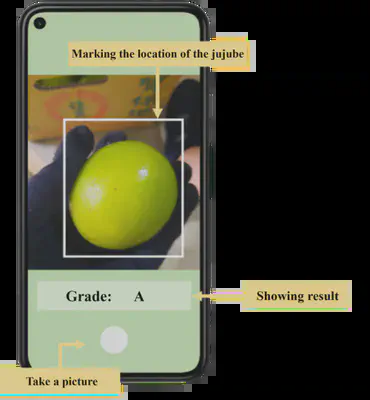 Marking the location of the jujube
Grade: A
Showing result
Take a picture